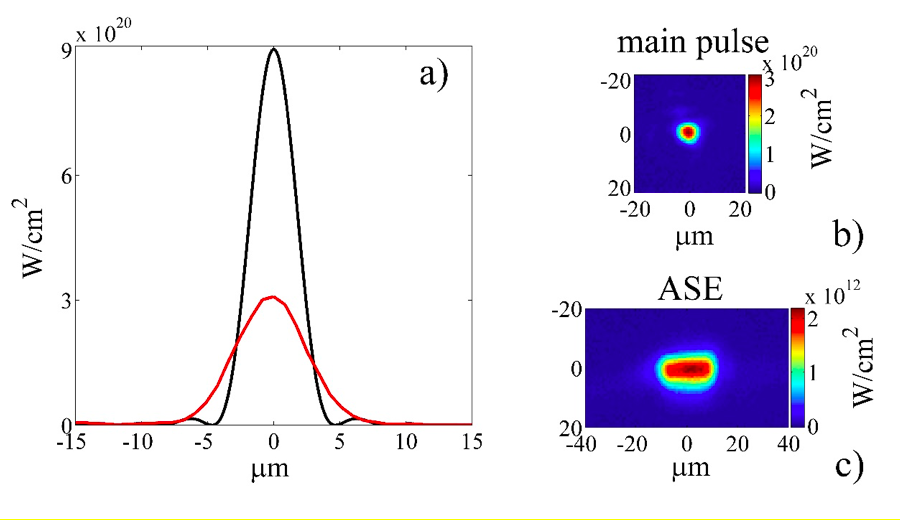 x 10^20
9
6
3
0
W/cm^2
-15 -10 -5 0 5 10 15
μm
a)
main pulse
x 10^20
-20
0
20
-20 0 20
μm
3
2
1
0
W/cm^2
b)
ASE
x 10^12
-20
0
20
-40 -20 0 20 40
μm
2
1
0
W/cm^2
c)